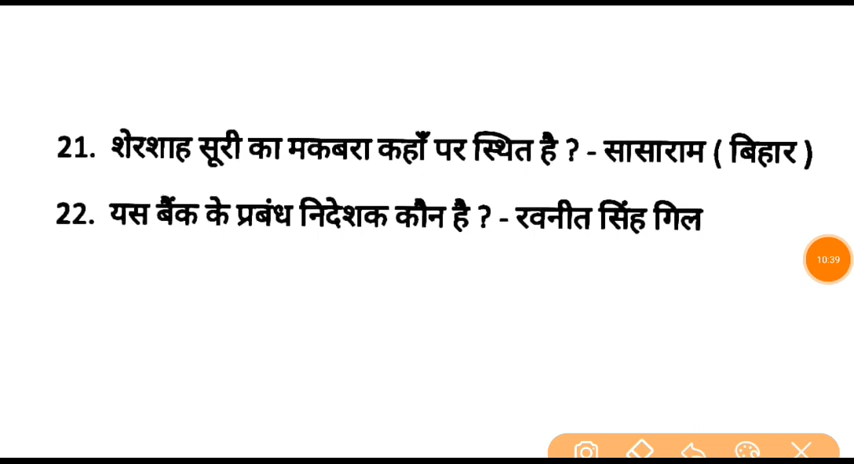 21. शेरशाह सूरी का मकबरा कहाँ पर स्थित है ? - सासाराम ( बिहार )
22. यस बैंक के प्रबंध निदेशक कौन है ? - रवनीत सिंह गिल
10:39